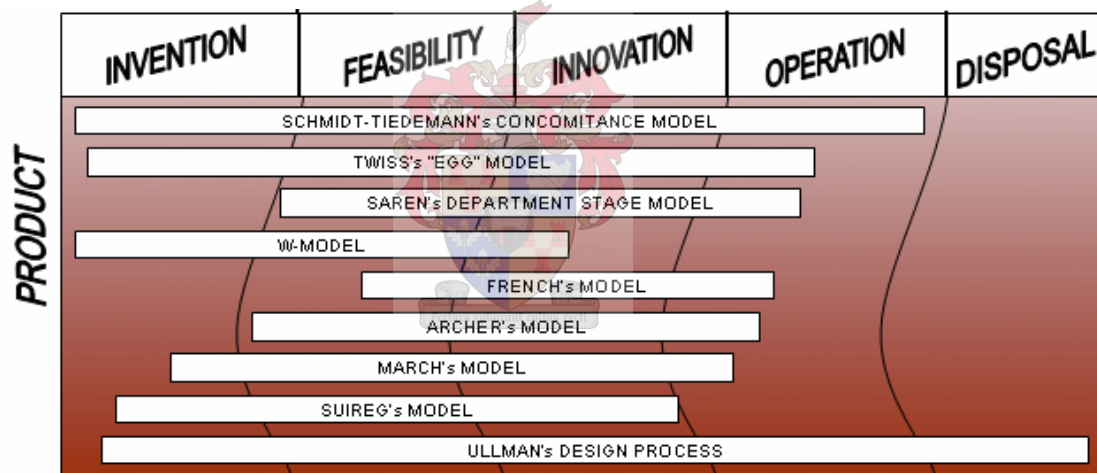 INVENTION
FEASIBILITY
INNOVATION
OPERATION
DISPOSAL
PRODUCT
SCHMIDT-TIEDEMANN's CONCOMITANCE MODEL
TWISS's "EGG" MODEL
SAREN's DEPARTMENT STAGE MODEL
W-MODEL
FRENCH's MODEL
ARCHER's MODEL
MARCH's MODEL
SUIREG's MODEL
ULLMAN's DESIGN PROCESS